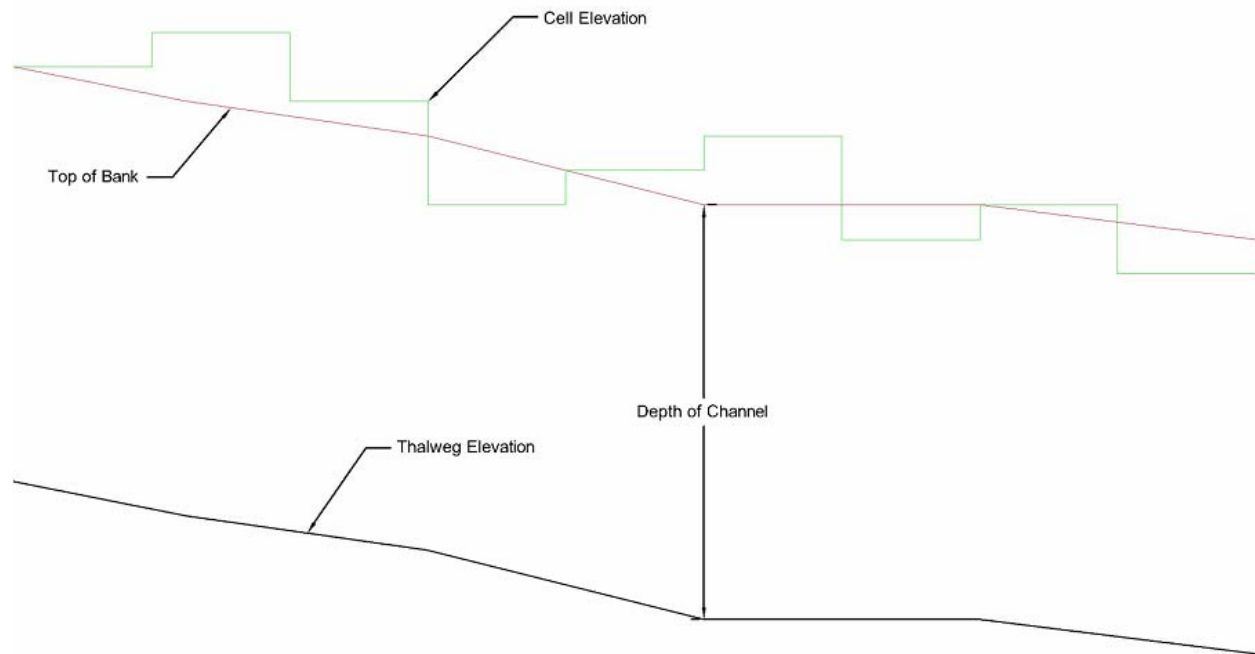 Cell Elevation
Top of Bank
Depth of Channel
Thalweg Elevation